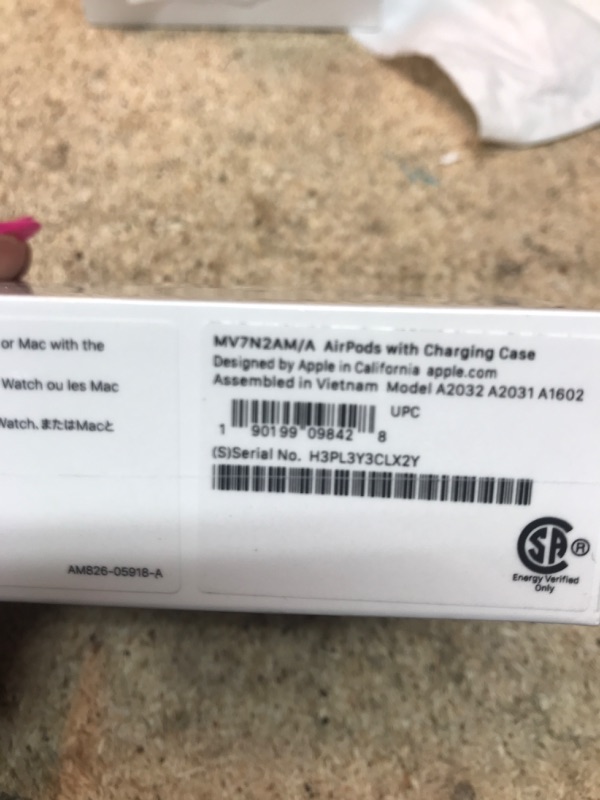 or Mac with the
Watch ou les Mac
Watch.またはMacと
AM826-05918-A
MV7N2AM/A AirPods with Charging Case
Designed by Apple in California apple.com
Assembled in Vietnam Model A2032 A2031 A1602
UPC
1 90199 09842 8
(S)Serial No. H3PL3Y3CLX2Y
SA ®
Energy Verified
Only